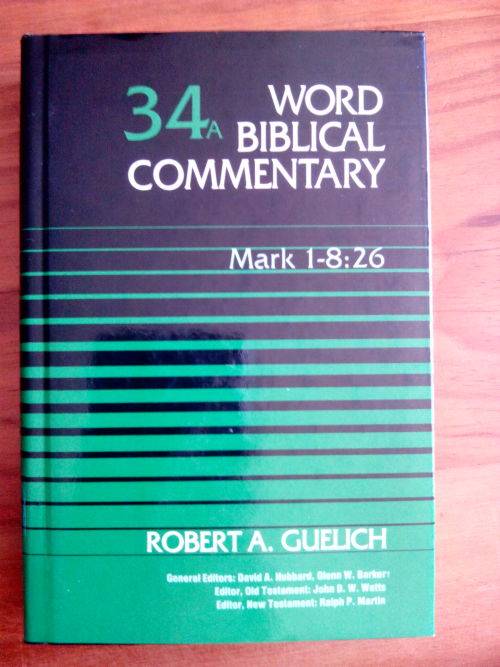 34A WORD
BIBLICAL
COMMENTARY
Mark 1-8:26
ROBERT A. GUELICH
General Editors: David A. Hubbard, Glenn W. Barker†
Editor, Old Testament: John D. W. Watts
Editor, New Testament: Ralph P. Martin